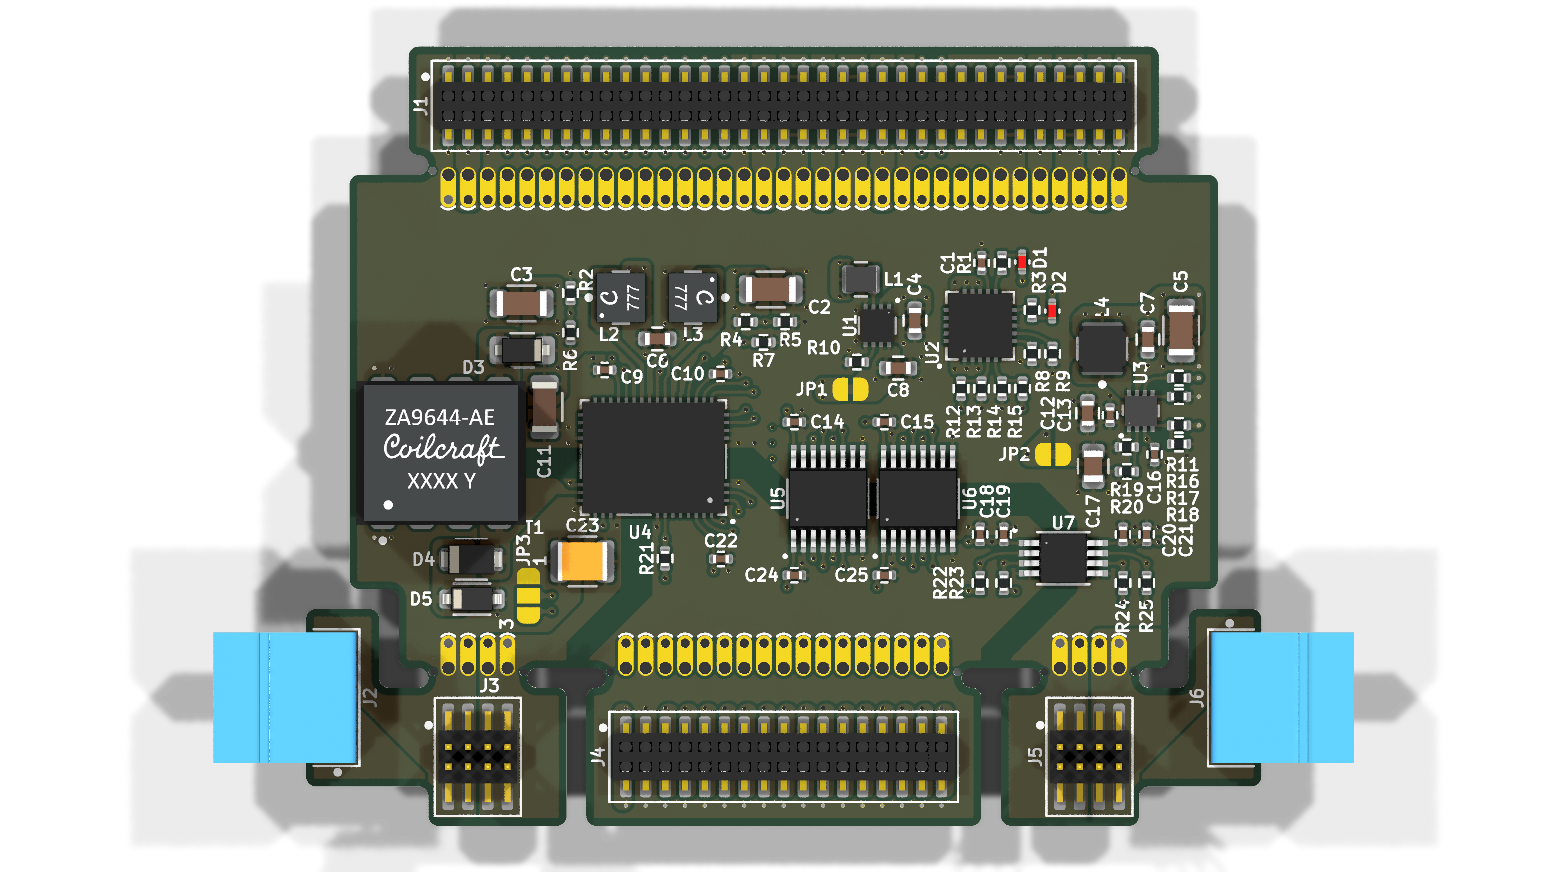 J1
C3
R2
C
777
777
C
C2
L1
C4
C1
R1
D1
R3
D2
L4
C7
C5
U1
U2
L2
C6
L3
R4
R5
R7
R6
R10
D3
C9
C10
JP1
C8
R8
R9
U3
ZA9644-AE
Coilcraft
XXXX Y
C11
C14
C15
R12
R13
R14
R15
C12
C13
JP2
U5
U6
C18
C19
R19
R20
C16
R11
R16
R17
R18
C17
T1
JP3
C23
U4
C22
U7
C20
C21
D4
1
R21
C24
C25
R22
R23
D5
3
R24
R25
J3
J2
J6
J4
J5